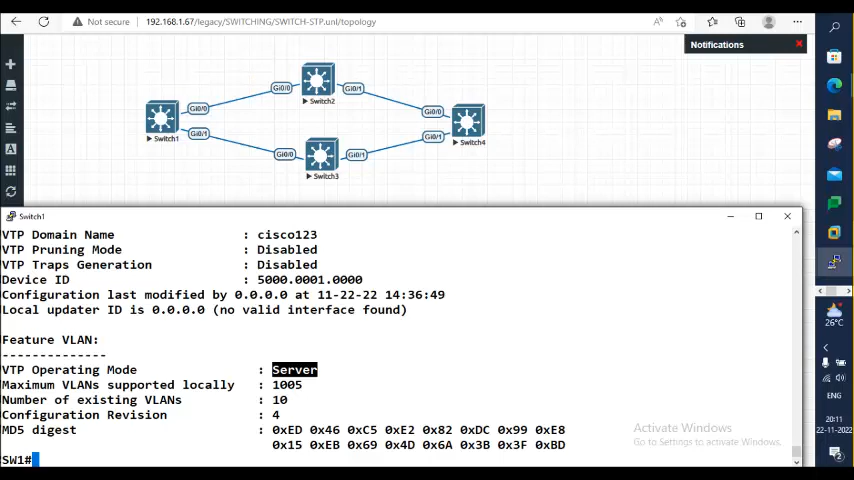 Not secure
192.168.1.67/legacy/SWITCHING/SWITCH-STP.unl/topology
Notifications
Gi0/0
Gi0/1
Switch2
Gi0/0
Gi0/0
Switch1
Gi0/1
Switch4
Gi0/1
Gi0/0
Gi0/1
Switch3
Switch1
VTP Domain Name : cisco123
VTP Pruning Mode : Disabled
VTP Traps Generation : Disabled
Device ID : 5000.0001.0000
Configuration last modified by 0.0.0.0 at 11-22-22 14:36:49
Local updater ID is 0.0.0.0 (no valid interface found)
Feature VLAN:
--------------
VTP Operating Mode : Server
Maximum VLANs supported locally : 1005
Number of existing VLANs : 10
Configuration Revision : 4
MD5 digest : 0xED 0x46 0xC5 0xE2 0x82 0xDC 0x99 0xE8
0x15 0xEB 0x69 0x4D 0x6A 0x3B 0x3F 0xBD
SW1#
Activate Windows
Go to Settings to activate Windows.
26°C
ENG
20:11
22-11-2022
2